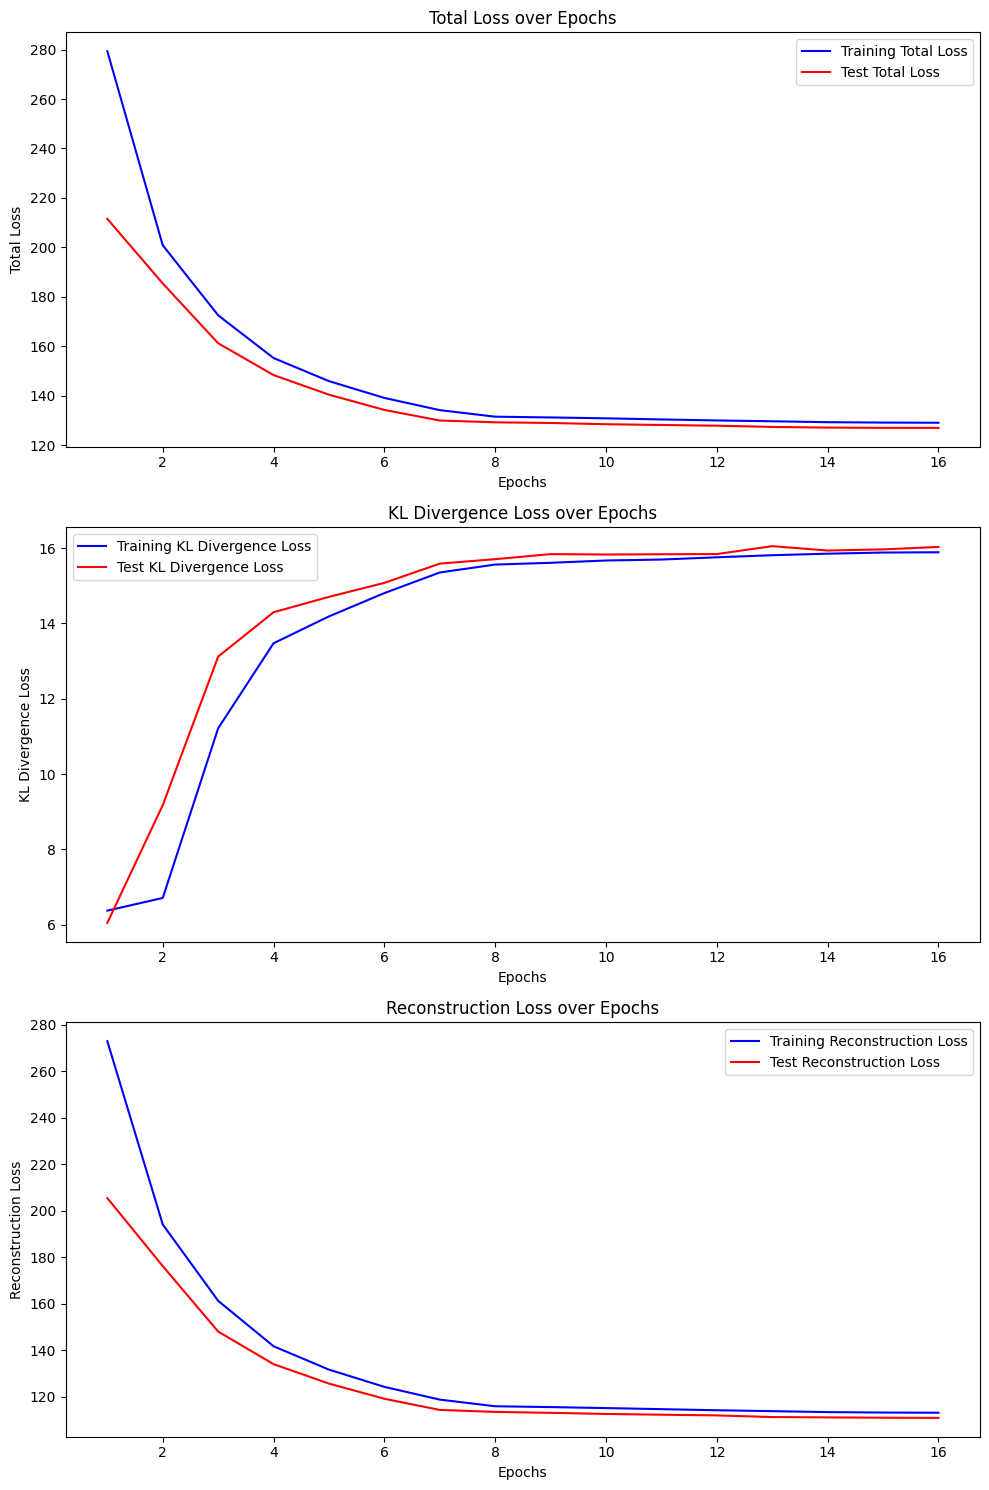 Total Loss over Epochs
Training Total Loss
Test Total Loss
280
260
240
220
200
180
160
140
120
Total Loss
2 4 6 8 10 12 14 16
Epochs
KL Divergence Loss over Epochs
Training KL Divergence Loss
Test KL Divergence Loss
16
14
12
10
8
6
KL Divergence Loss
2 4 6 8 10 12 14 16
Epochs
Reconstruction Loss over Epochs
Training Reconstruction Loss
Test Reconstruction Loss
280
260
240
220
200
180
160
140
120
Reconstruction Loss
2 4 6 8 10 12 14 16
Epochs